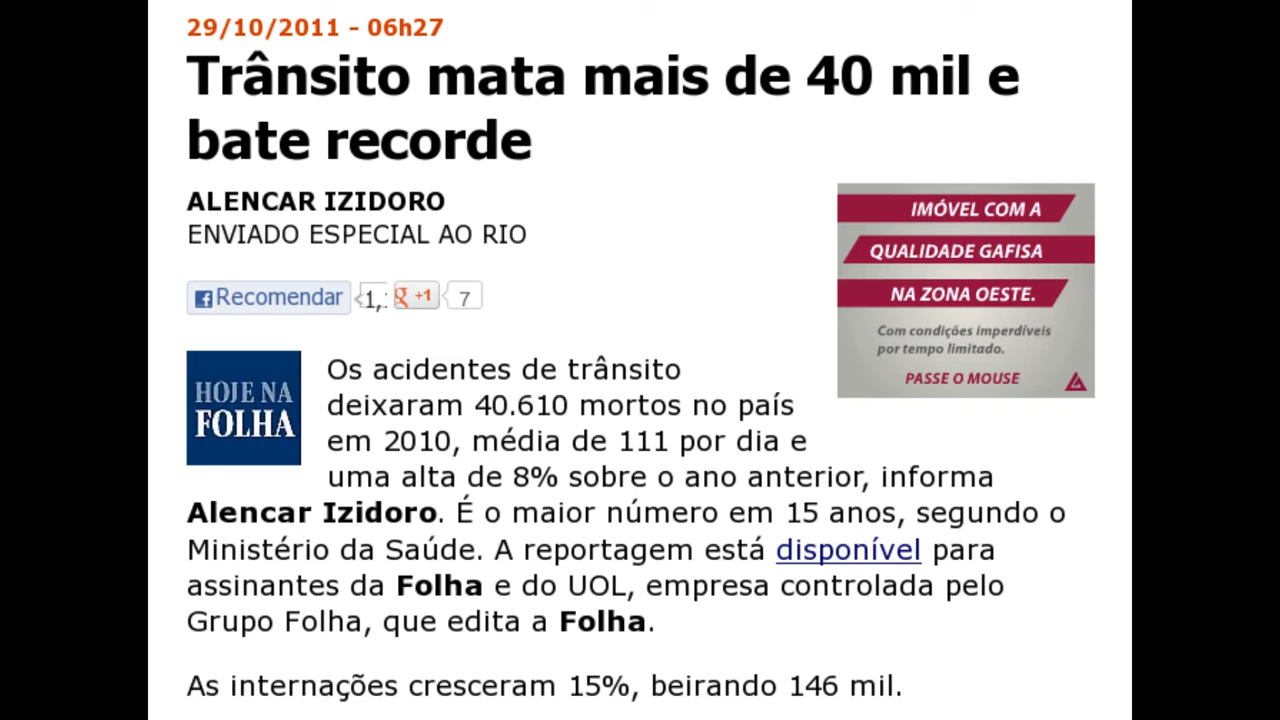 29/10/2011 - 06h27
Trânsito mata mais de 40 mil e
bate recorde
ALENCAR IZIDORO
ENVIADO ESPECIAL AO RIO
IMÓVEL COM A
QUALIDADE GAFISA
NA ZONA OESTE.
Com condições imperdíveis
por tempo limitado.
PASSE O MOUSE
Recomendar 1, +1 7
HOJE NA
FOLHA
Os acidentes de trânsito
deixaram 40.610 mortos no país
em 2010, média de 111 por dia e
uma alta de 8% sobre o ano anterior, informa
Alencar Izidoro. É o maior número em 15 anos, segundo o
Ministério da Saúde. A reportagem está disponível para
assinantes da Folha e do UOL, empresa controlada pelo
Grupo Folha, que edita a Folha.
As internações cresceram 15%, beirando 146 mil.